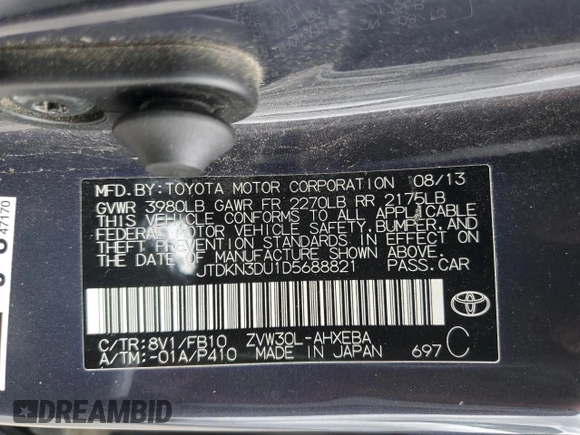 MFD.BY:TOYOTA MOTOR CORPORATION 08/13
GVWR 3980LB GAWR FR 2270LB RR 2175LB
THIS VEHICLE CONFORMS TO ALL APPLICABLE
FEDERAL MOTOR VEHICLE SAFETY, BUMPER, AND
THEFT PREVENTION STANDARDS IN EFFECT ON
THE DATE OF MANUFACTURE SHOWN ABOVE.
JTDKN3DU1D5688821 PASS.CAR
C/TR:8V1/FB10 ZVW30L-AHXEBA
A/TM:-01A/P410 MADE IN JAPAN 697 C
TOYOTA
47170
DREAMBID